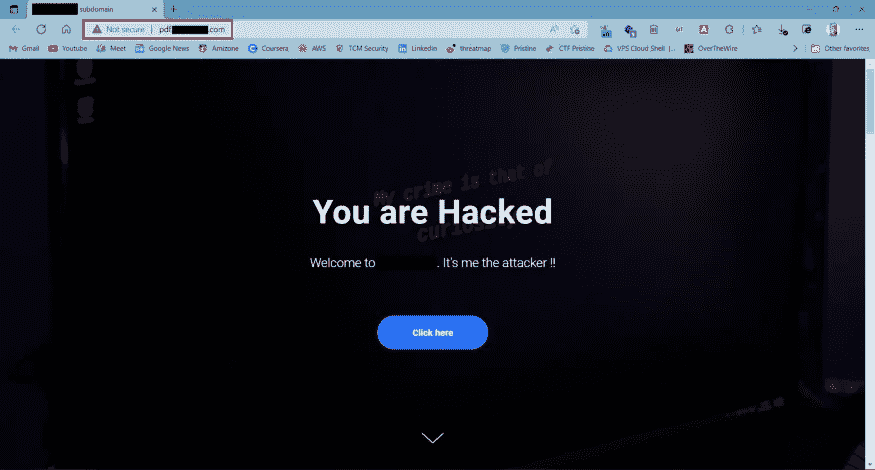 subdomain
Not secure | pdf .com
Gmail Youtube Meet Google News Amizone Coursera AWS TCM Security Linkedin threatmap Pristine CTF Pristine VPS Cloud Shell |... OverTheWire Other favorites
My crime is that of
You are Hacked
curiosity
Welcome to . It's me the attacker !!
Click here